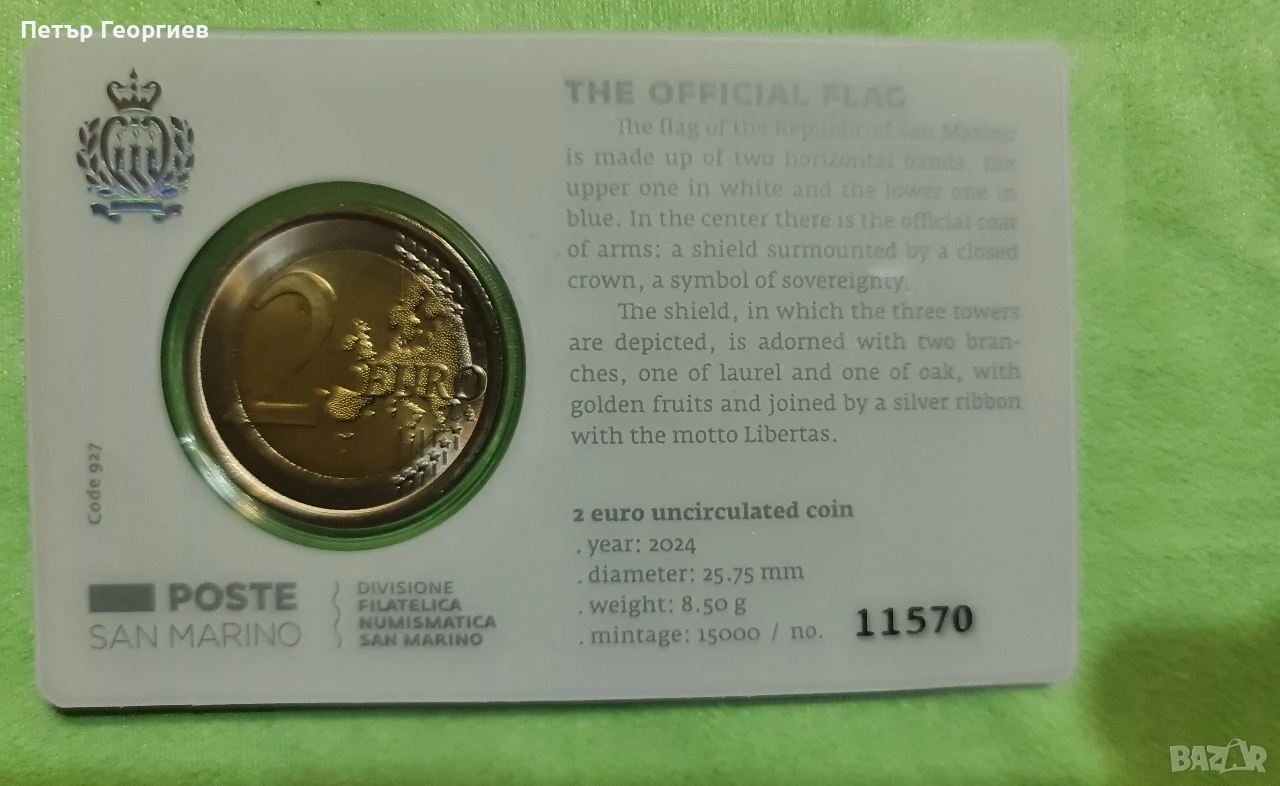 Петър Георгиев
THE OFFICIAL FLAG
The flag of the Republic of San Marino
is made up of two horizontal bands, the
upper one in white and the lower one in
blue. In the center there is the official coat
of arms: a shield surmounted by a closed
crown, a symbol of sovereignty.
The shield, in which the three towers
are depicted, is adorned with two bran-
ches, one of laurel and one of oak, with
golden fruits and joined by a silver ribbon
with the motto Libertas.
2 EURO
Code 927
2 euro uncirculated coin
. year: 2024
. diameter: 25.75 mm
. weight: 8.50 g
. mintage: 15000 / no. 11570
POSTE
SAN MARINO
DIVISIONE
FILATELICA
NUMISMATICA
SAN MARINO
BAZAR